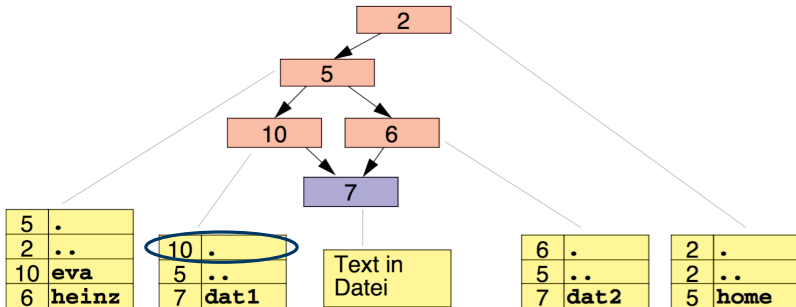 2
5
10
6
7
5 .
2 ..
10 eva
6 heinz
10 .
5 ..
7 dat1
Text in
Datei
6 .
5 ..
7 dat2
2 .
2 ..
5 home